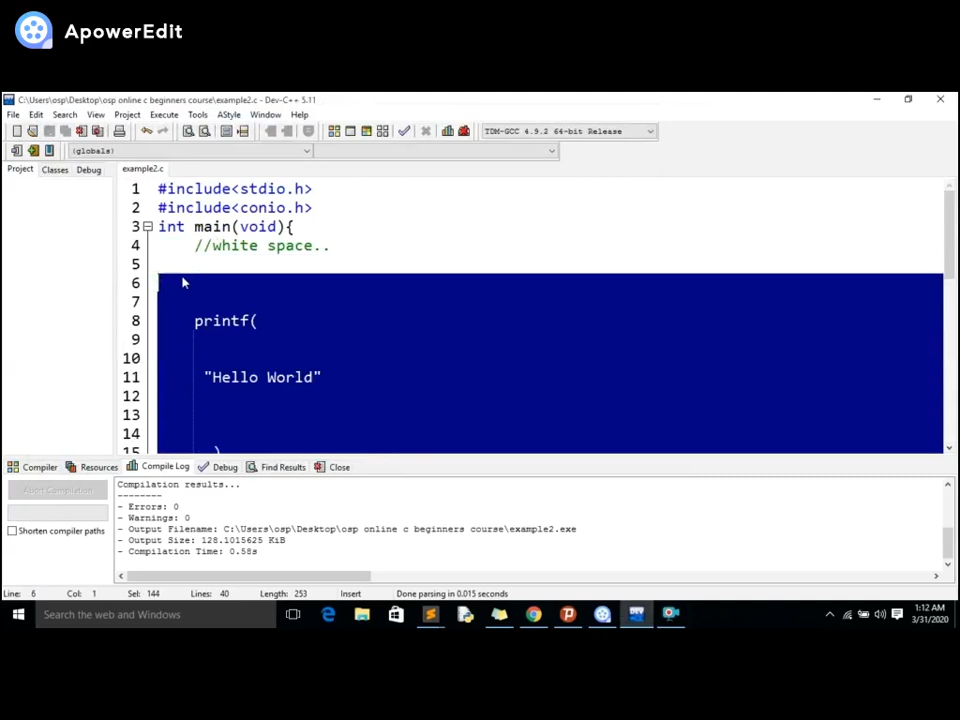 ApowerEdit
C:\Users\osp\Desktop\osp online c beginners course\example2.c - Dev-C++ 5.11
File Edit Search View Project Execute Tools AStyle Window Help
TDM-GCC 4.9.2 64-bit Release
(globals)
Project Classes Debug example2.c
1 #include<stdio.h>
2 #include<conio.h>
3 int main(void){
4 //white space..
5
6
7
8 printf(
9
10
11 "Hello World"
12
13
14
15 )
Compiler Resources Compile Log Debug Find Results Close
Abort Compilation
Shorten compiler paths
Compilation results...
--------
- Errors: 0
- Warnings: 0
- Output Filename: C:\Users\osp\Desktop\osp online c beginners course\example2.exe
- Output Size: 128.1015625 KiB
- Compilation Time: 0.58s
Line: 6 Col: 1 Sel: 144 Lines: 40 Length: 253 Insert Done parsing in 0.015 seconds
Search the web and Windows
DEV
1:12 AM
3/31/2020